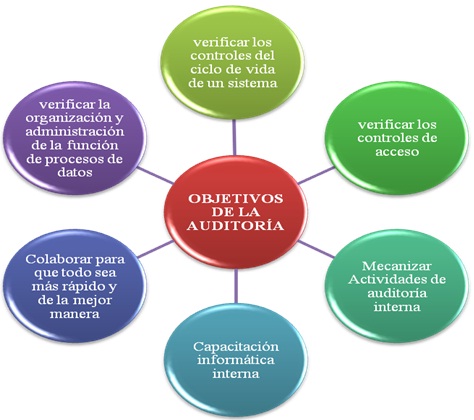 verificar los
controles del
ciclo de vida
de un sistema
verificar los
controles de
acceso
Mecanizar
Actividades de
auditoría
interna
Capacitación
informática
interna
Colaborar para
que todo sea
más rápido y
de la mejor
manera
verificar la
organización y
administración
de la función
de procesos de
datos
OBJETIVOS
DE LA
AUDITORÍA